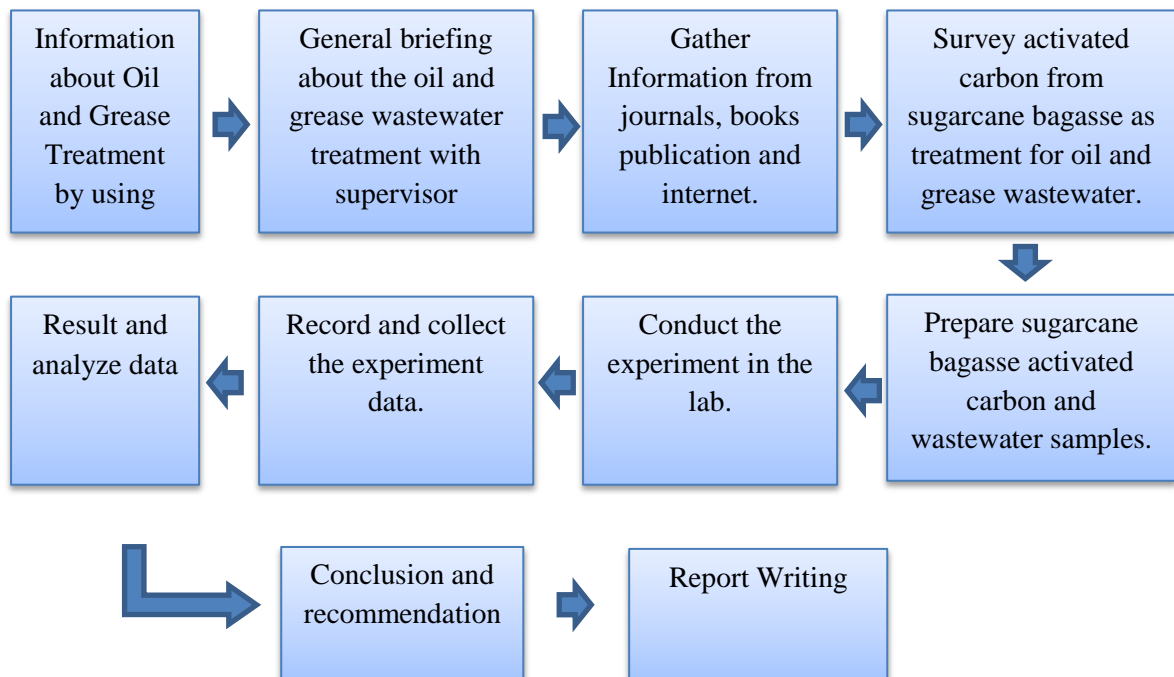 Information
about Oil
and Grease
Treatment
by using
General briefing
about the oil and
grease wastewater
treatment with
supervisor
Gather
Information from
journals, books
publication and
internet.
Survey activated
carbon from
sugarcane bagasse as
treatment for oil and
grease wastewater.
Prepare sugarcane
bagasse activated
carbon and
wastewater samples.
Conduct the
experiment in the
lab.
Record and collect
the experiment
data.
Result and
analyze data
Conclusion and
recommendation
Report Writing